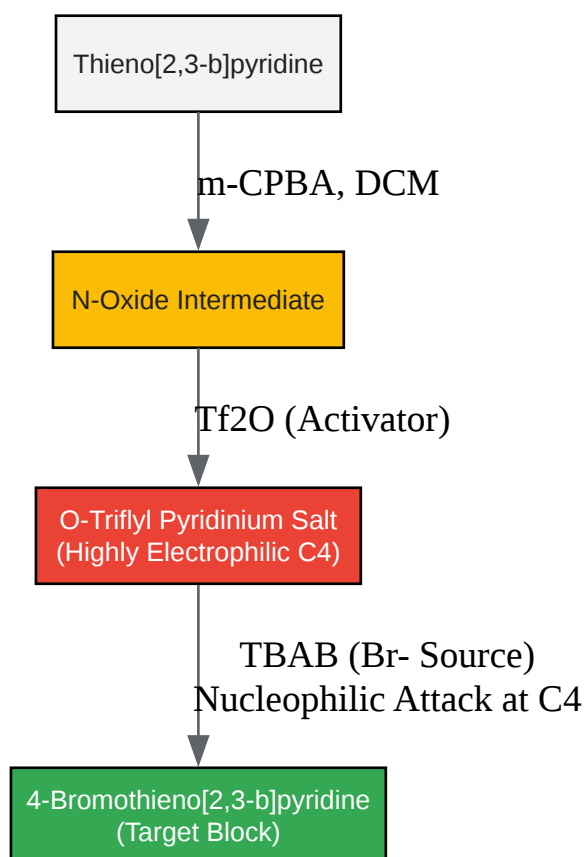 Thieno[2,3-b]pyridine
m-CPBA, DCM
N-Oxide Intermediate
Tf2O (Activator)
O-Triflyl Pyridinium Salt
(Highly Electrophilic C4)
TBAB (Br- Source)
Nucleophilic Attack at C4
4-Bromothieno[2,3-b]pyridine
(Target Block)